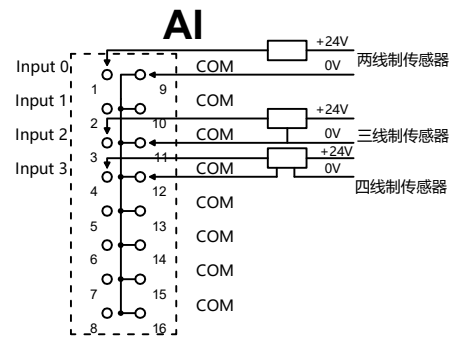 AI
+24V
Input 0 COM 0V 两线制传感器
1 9
Input 1 COM
+24V
2 10
Input 2 COM 0V 三线制传感器
3 11
+24V
Input 3 COM 0V
4 12 四线制传感器
COM
5 13
COM
6 14
COM
7 15
COM
8 16